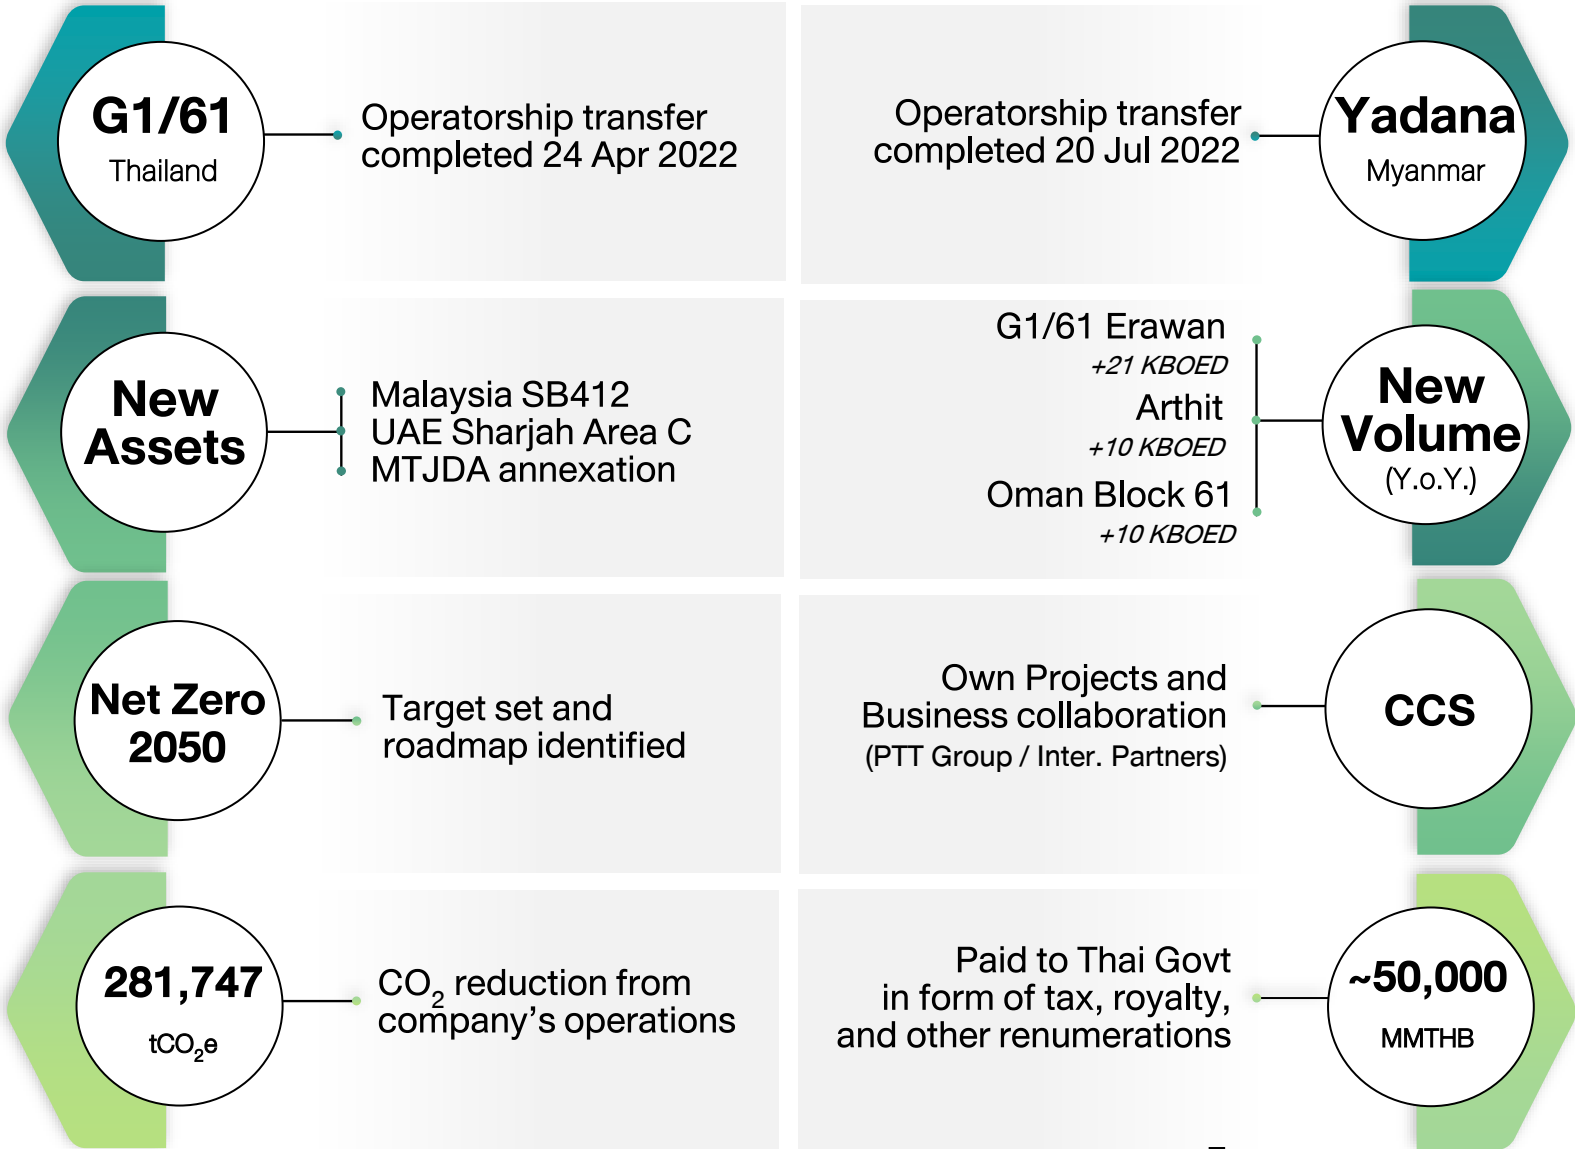 G1/61
Thailand
Operatorship transfer
completed 24 Apr 2022
Operatorship transfer
completed 20 Jul 2022
Yadana
Myanmar
New
Assets
Malaysia SB412
UAE Sharjah Area C
MTJDA annexation
G1/61 Erawan
+21 KBOED
Arthit
+10 KBOED
Oman Block 61
+10 KBOED
New
Volume
(Y.o.Y.)
Net Zero
2050
Target set and
roadmap identified
Own Projects and
Business collaboration
(PTT Group / Inter. Partners)
CCS
281,747
tCO₂e
CO₂ reduction from
company’s operations
Paid to Thai Govt
in form of tax, royalty,
and other renumerations
~50,000
MMTHB